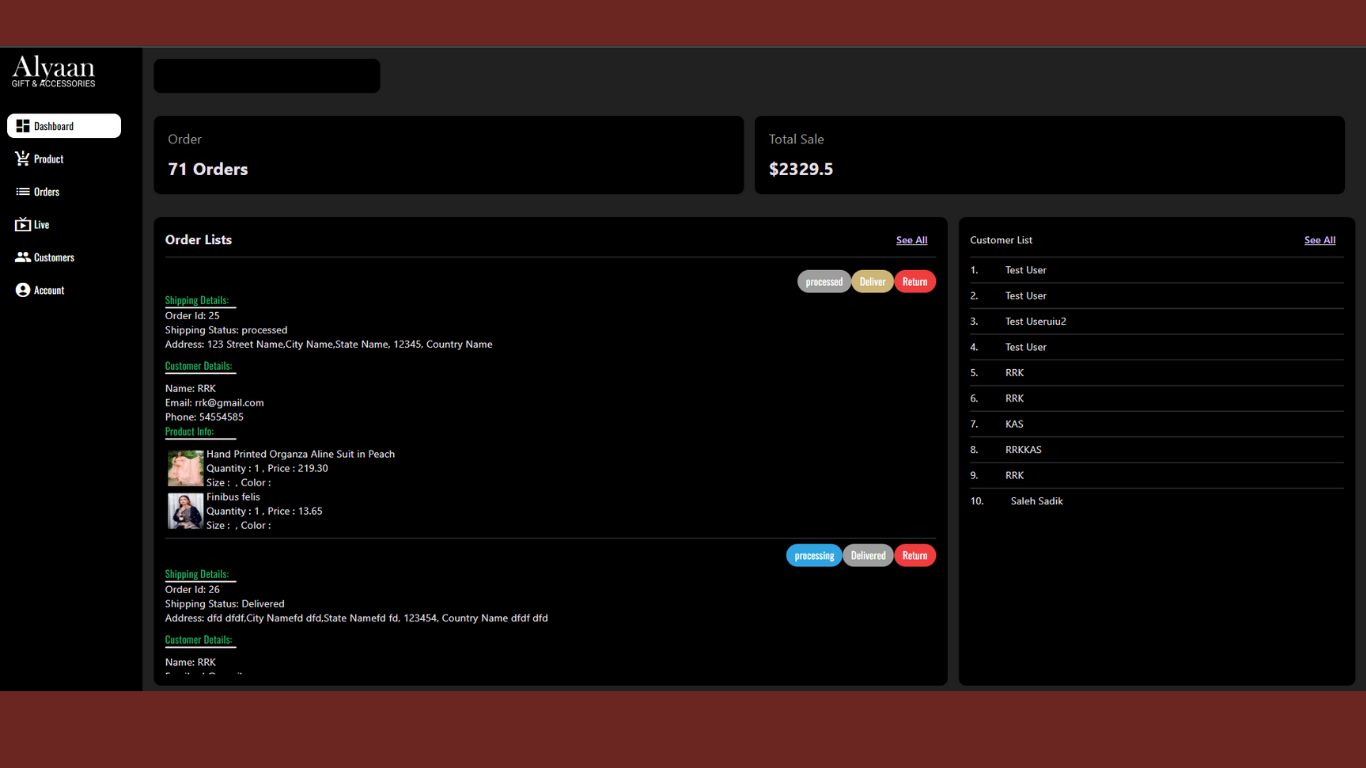 Alyaan
GIFT & ACCESSORIES
Dashboard
Product
Orders
Live
Customers
Account
Order
71 Orders
Total Sale
$2329.5
Order Lists
See All
processed Deliver Return
Shipping Details:
Order Id: 25
Shipping Status: processed
Address: 123 Street Name,City Name,State Name, 12345, Country Name
Customer Details:
Name: RRK
Email: rrk@gmail.com
Phone: 54554585
Product Info:
Hand Printed Organza Aline Suit in Peach
Quantity : 1 , Price : 219.30
Size : , Color :
Finibus felis
Quantity : 1 , Price : 13.65
Size : , Color :
processing Delivered Return
Shipping Details:
Order Id: 26
Shipping Status: Delivered
Address: dfd dfdf,City Namefd dfd,State Namefd fd, 123454, Country Name dfdf dfd
Customer Details:
Name: RRK
Customer List
See All
1. Test User
2. Test User
3. Test Useruiu2
4. Test User
5. RRK
6. RRK
7. KAS
8. RRKKAS
9. RRK
10. Saleh Sadik